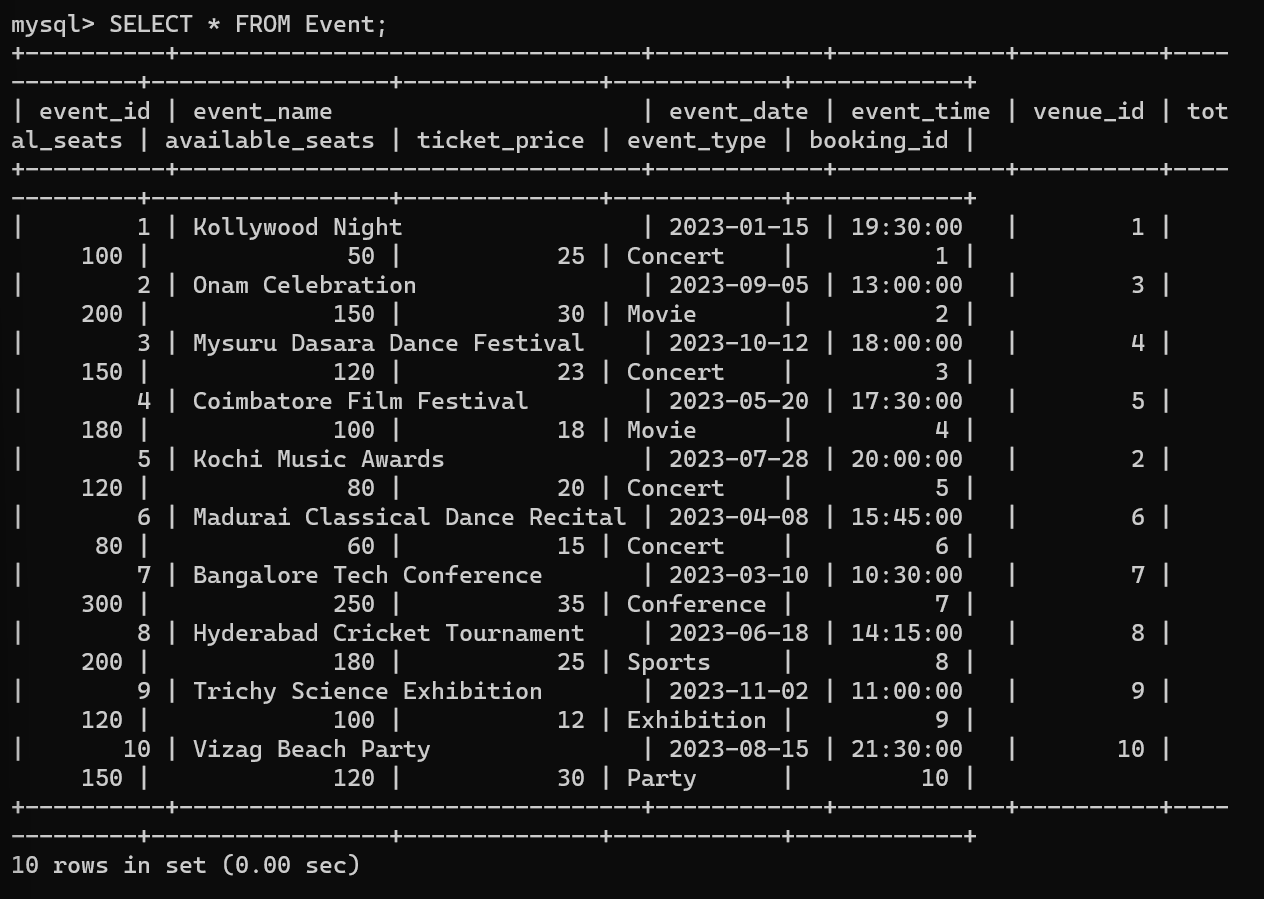 mysql> SELECT * FROM Event;
+----------+---------------------------------+------------+------------+----------+----
---------+-----------------+--------------+------------+------------+
| event_id | event_name                      | event_date | event_time | venue_id | tot
al_seats | available_seats | ticket_price | event_type | booking_id |
+----------+---------------------------------+------------+------------+----------+----
---------+-----------------+--------------+------------+------------+
|        1 | Kollywood Night                 | 2023-01-15 | 19:30:00   |        1 |
     100 |              50 |           25 | Concert    |          1 |
|        2 | Onam Celebration                | 2023-09-05 | 13:00:00   |        3 |
     200 |             150 |           30 | Movie      |          2 |
|        3 | Mysuru Dasara Dance Festival    | 2023-10-12 | 18:00:00   |        4 |
     150 |             120 |           23 | Concert    |          3 |
|        4 | Coimbatore Film Festival        | 2023-05-20 | 17:30:00   |        5 |
     180 |             100 |           18 | Movie      |          4 |
|        5 | Kochi Music Awards              | 2023-07-28 | 20:00:00   |        2 |
     120 |              80 |           20 | Concert    |          5 |
|        6 | Madurai Classical Dance Recital | 2023-04-08 | 15:45:00   |        6 |
      80 |              60 |           15 | Concert    |          6 |
|        7 | Bangalore Tech Conference       | 2023-03-10 | 10:30:00   |        7 |
     300 |             250 |           35 | Conference |          7 |
|        8 | Hyderabad Cricket Tournament    | 2023-06-18 | 14:15:00   |        8 |
     200 |             180 |           25 | Sports     |          8 |
|        9 | Trichy Science Exhibition       | 2023-11-02 | 11:00:00   |        9 |
     120 |             100 |           12 | Exhibition |          9 |
|       10 | Vizag Beach Party               | 2023-08-15 | 21:30:00   |       10 |
     150 |             120 |           30 | Party      |         10 |
+----------+---------------------------------+------------+------------+----------+----
---------+-----------------+--------------+------------+------------+
10 rows in set (0.00 sec)